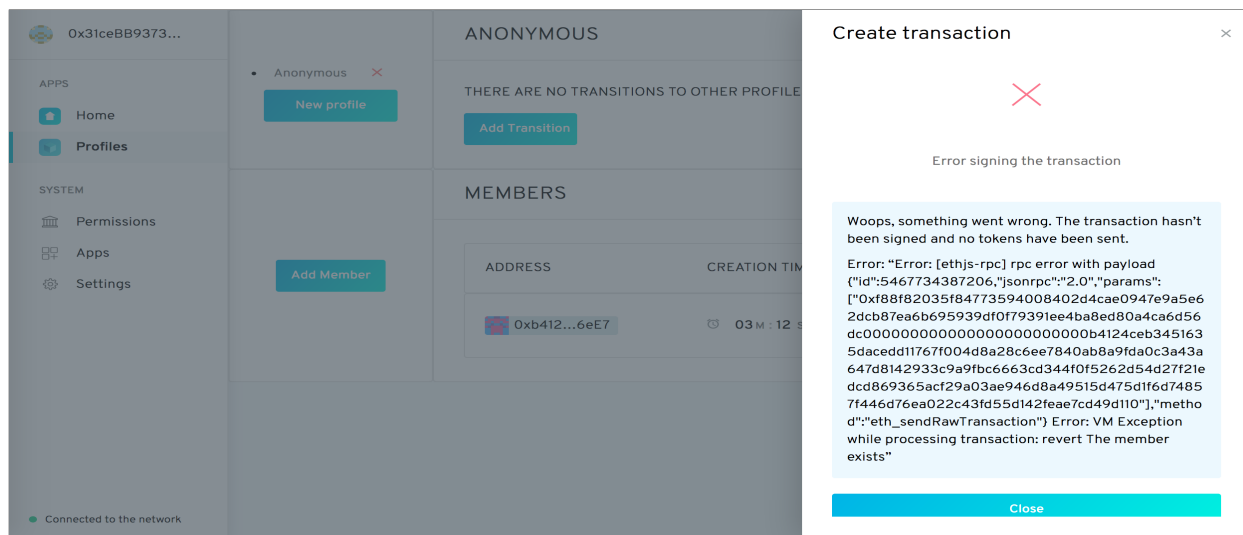 0x31ceBB9373...
APPS
Home
Profiles
SYSTEM
Permissions
Apps
Settings
Connected to the network
Anonymous
New profile
Add Member
ANONYMOUS
THERE ARE NO TRANSITIONS TO OTHER PROFILE
Add Transition
MEMBERS
ADDRESS CREATION TIM
0xb412...6eE7 03 M : 12 S
Create transaction
Error signing the transaction
Woops, something went wrong. The transaction hasn't
been signed and no tokens have been sent.
Error: “Error: [ethjs-rpc] rpc error with payload
{"id":5467734387206,"jsonrpc":"2.0","params":
["0xf88f82035f84773594008402d4cae0947e9a5e6
2dcb87ea6b695939df0f79391ee4ba8ed80a4ca6d56
dc000000000000000000000000b4124ceb345163
5dacedd11767f004d8a28c6ee7840ab8a9fda0c3a43a
647d8142933c9a9fbc6663cd344f0f5262d54d27f21e
dcd869365acf29a03ae946d8a49515d475d1f6d74857
7f446d76ea022c43fd55d142feae7cd49d110"],"metho
d":"eth_sendRawTransaction"} Error: VM Exception
while processing transaction: revert The member
exists”
Close